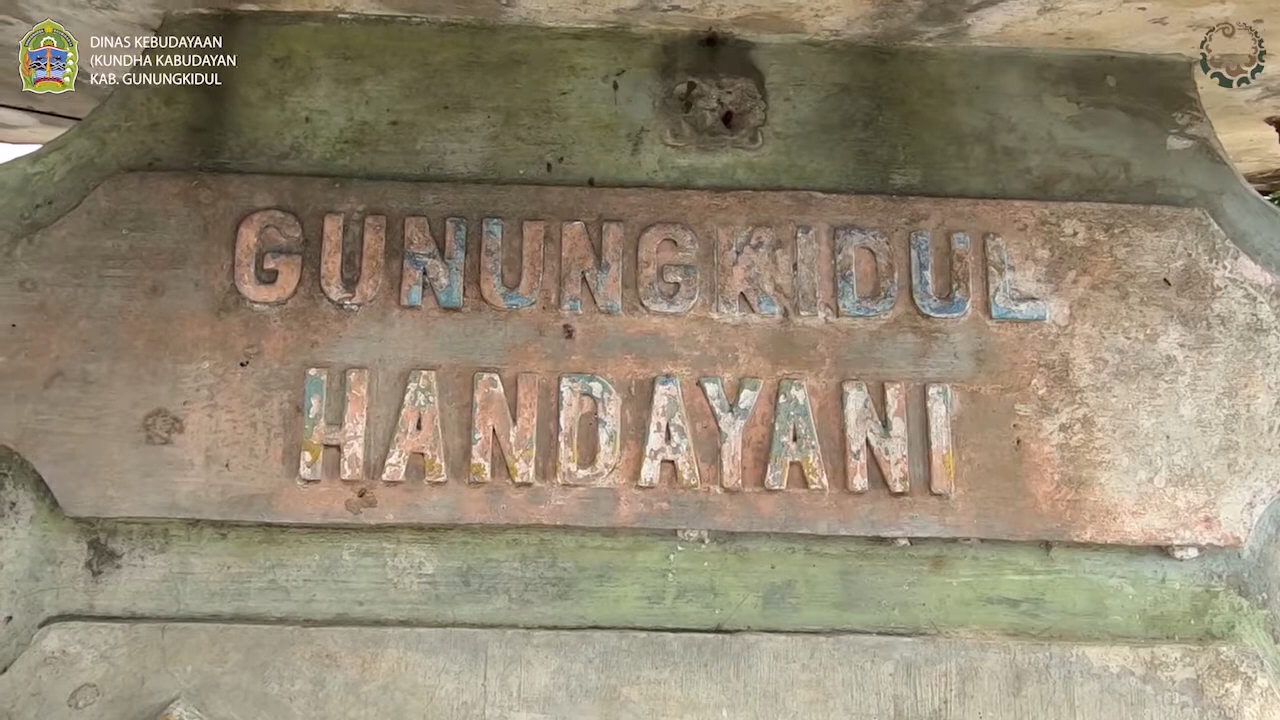 DINAS KEBUDAYAAN
(KUNDHA KABUDAYAN
KAB. GUNUNGKIDUL
GUNUNGKIDUL
HANDAYANI